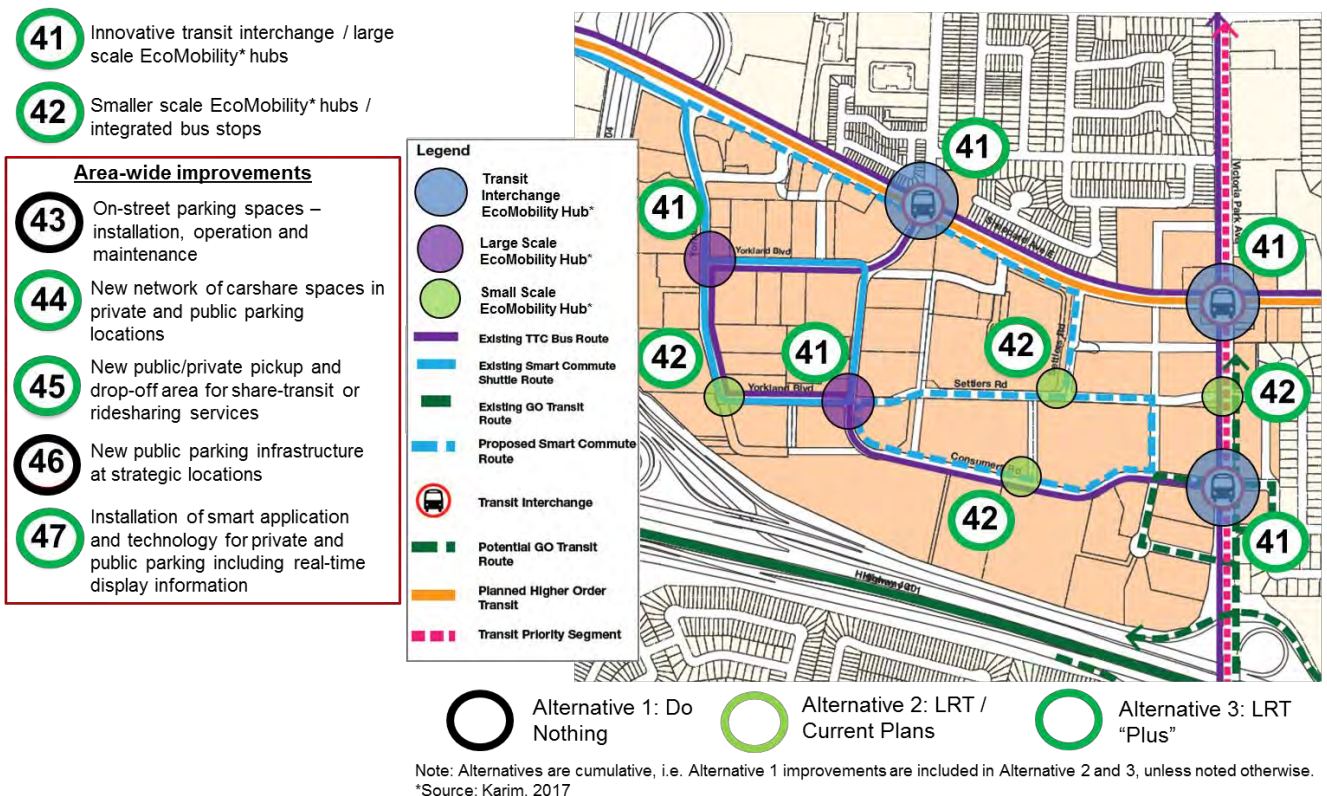 41
Innovative transit interchange / large
scale EcoMobility* hubs
42
Smaller scale EcoMobility* hubs /
integrated bus stops
Area-wide improvements
43
On-street parking spaces –
installation, operation and
maintenance
44
New network of carshare spaces in
private and public parking
locations
45
New public/private pickup and
drop-off area for share-transit or
ridesharing services
46
New public parking infrastructure
at strategic locations
47
Installation of smart application
and technology for private and
public parking including real-time
display information
Legend
Transit
Interchange
EcoMobility Hub*
Large Scale
EcoMobility Hub*
Small Scale
EcoMobility Hub*
Existing TTC Bus Route
Existing Smart Commute
Shuttle Route
Existing GO Transit
Route
Proposed Smart Commute
Route
Transit Interchange
Potential GO Transit
Route
Planned Higher Order
Transit
Transit Priority Segment
41
Victoria Park Ave
41
Sheppard Ave E
41
Yorkland Blvd
42
41
42
Settlers Rd
Yorkland Blvd
Settlers Rd
42
Consumers Rd
42
41
Highway 401
Alternative 1: Do
Nothing
Alternative 2: LRT /
Current Plans
Alternative 3: LRT
“Plus”
Note: Alternatives are cumulative, i.e. Alternative 1 improvements are included in Alternative 2 and 3, unless noted otherwise.
*Source: Karim, 2017